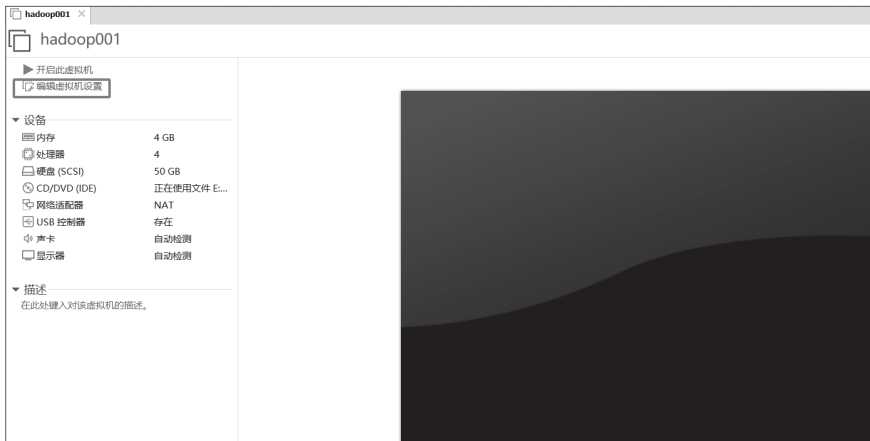 hadoop001
hadoop001
开启此虚拟机
编辑虚拟机设置
设备
内存 4 GB
处理器 4
硬盘 (SCSI) 50 GB
CD/DVD (IDE) 正在使用文件 E:...
网络适配器 NAT
USB 控制器 存在
声卡 自动检测
显示器 自动检测
描述
在此处键入对该虚拟机的描述。